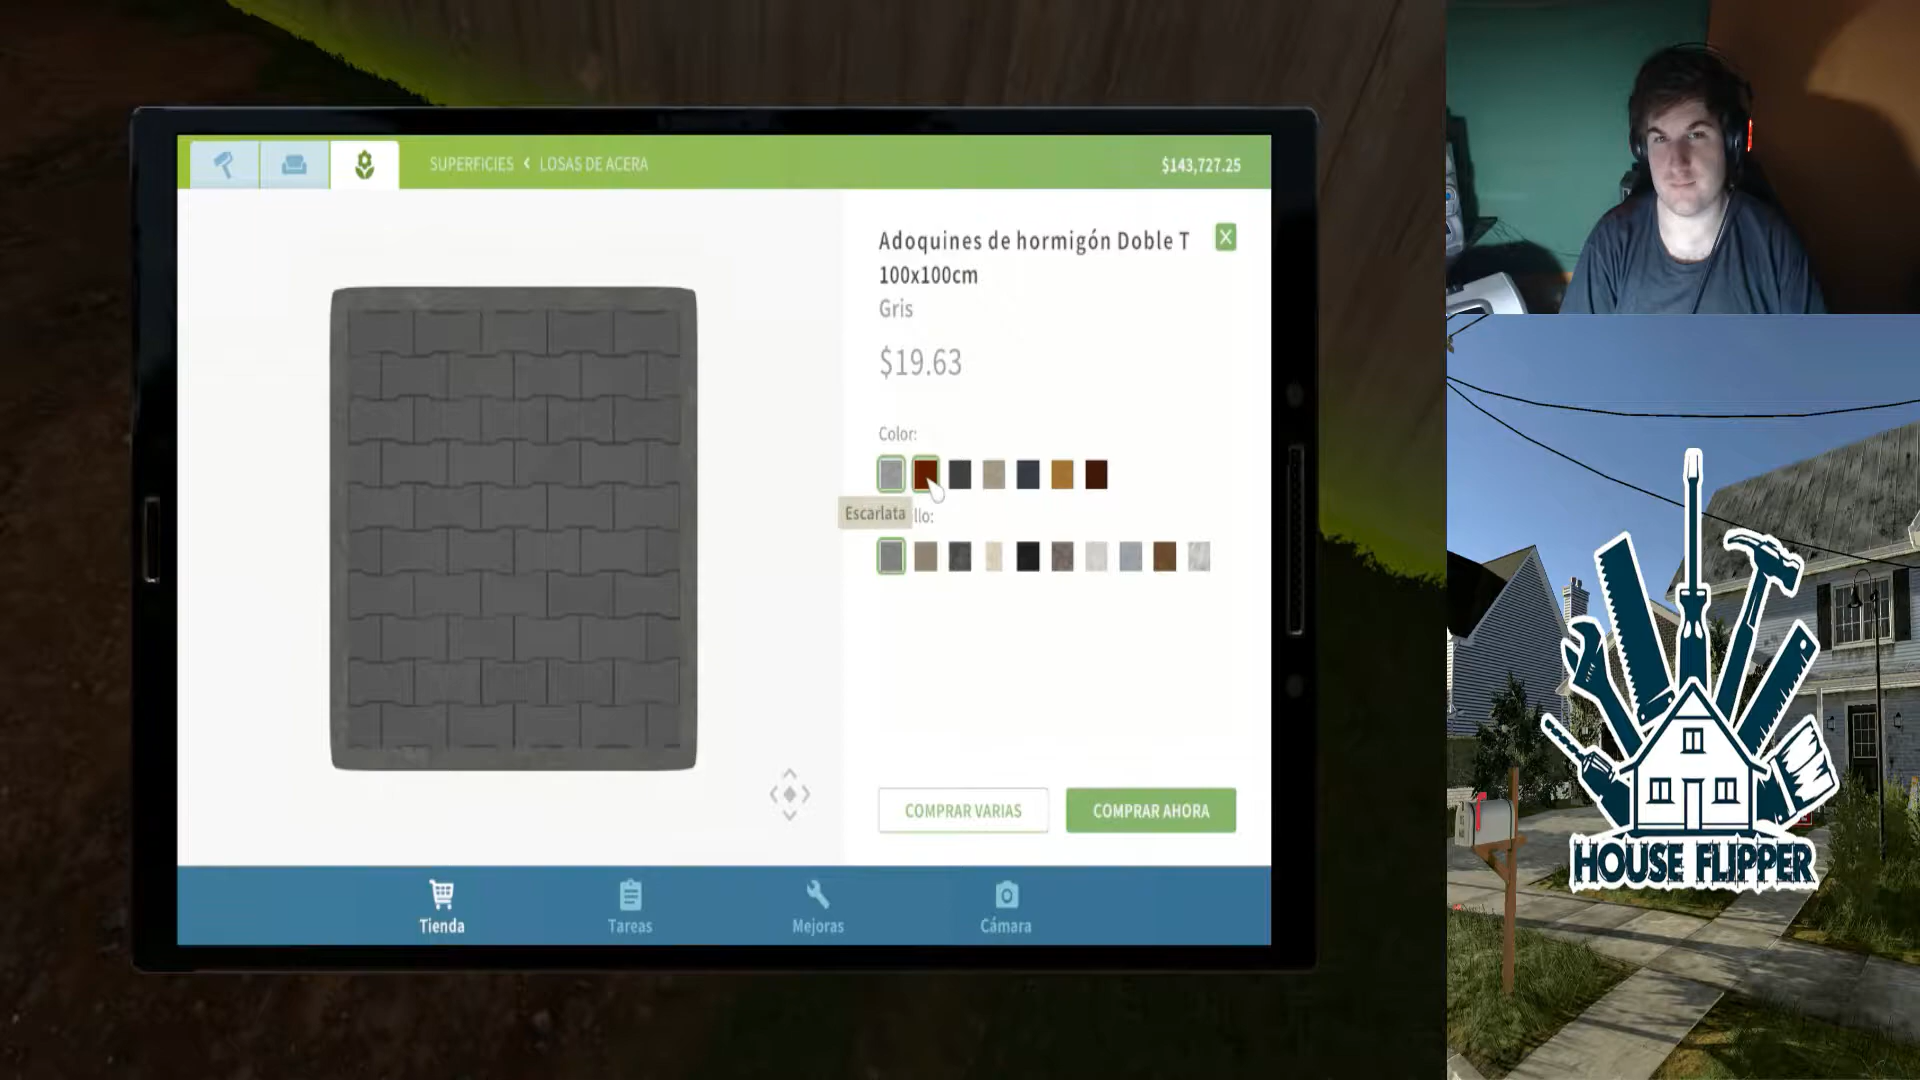 SUPERFICIES < LOSAS DE ACERA
$143,727.25
Adoquines de hormigón Doble T
100x100cm
Gris
$19.63
Color:
Escarlata
llo:
COMPRAR VARIAS
COMPRAR AHORA
Tienda
Tareas
Mejoras
Cámara
HOUSE FLIPPER